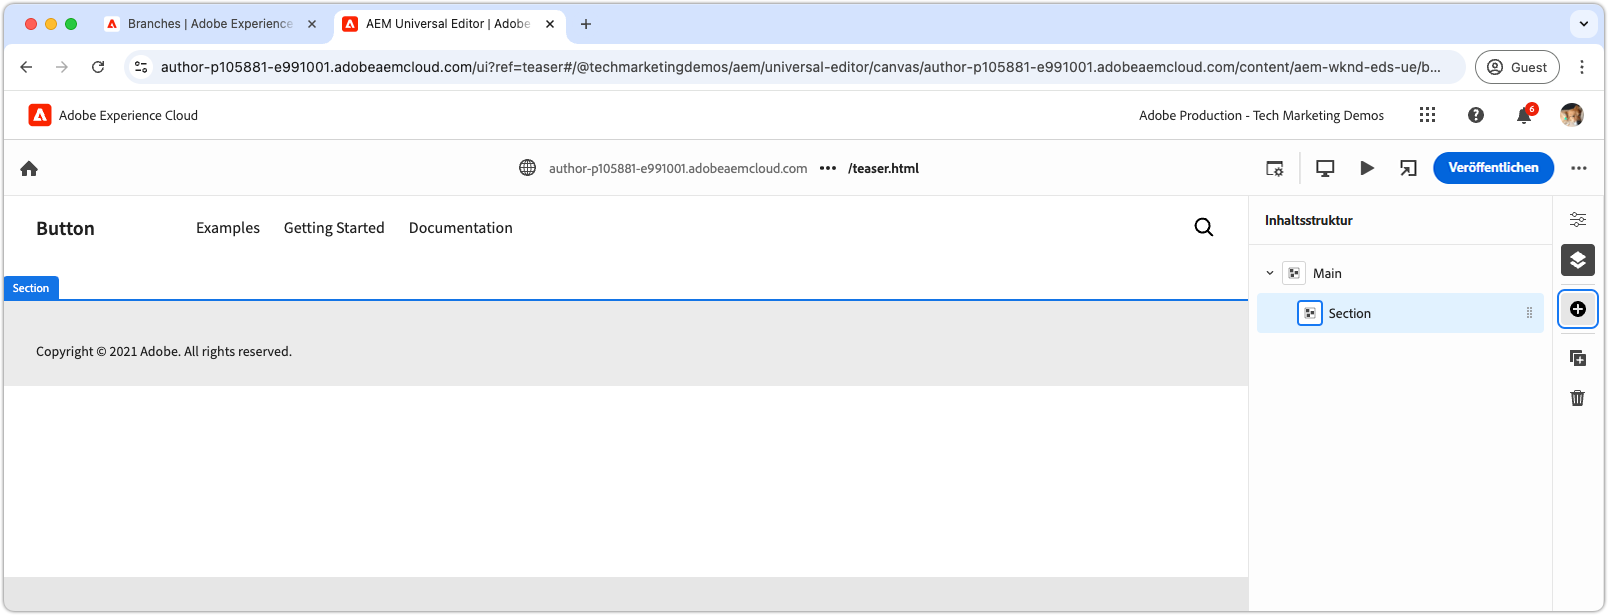 Branches | Adobe Experience
AEM Universal Editor | Adobe
author-p105881-e991001.adobeaemcloud.com/ui?ref=teaser#/@techmarketingdemos/aem/universal-editor/canvas/author-p105881-e991001.adobeaemcloud.com/content/aem-wknd-eds-ue/b...
Guest
Adobe Experience Cloud
Adobe Production - Tech Marketing Demos
6
author-p105881-e991001.adobeaemcloud.com ••• /teaser.html
Veröffentlichen
Button
Examples
Getting Started
Documentation
Inhaltsstruktur
Main
Section
Section
Copyright © 2021 Adobe. All rights reserved.